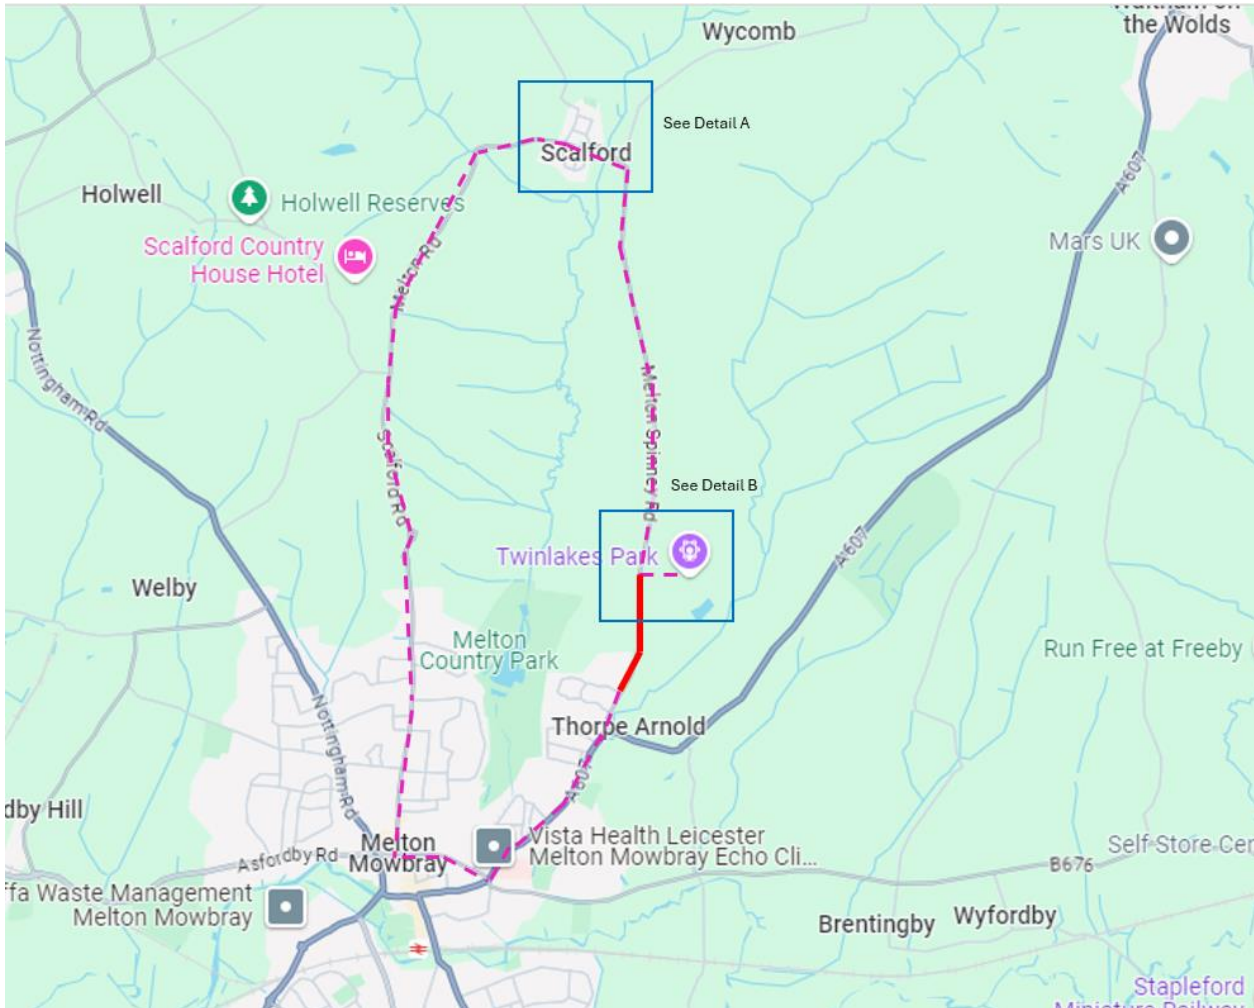 Wycomb
the Wolds
See Detail A
Scalford
A607
Holwell
Holwell Reserves
Mars UK
Scalford Country
House Hotel
Melton Rd
Nottingham Rd
Melton Spinney Rd
Scalford Rd
See Detail B
Twinlakes Park
A607
Welby
Melton
Country Park
Run Free at Freeby
Thorpe Arnold
Nottingham Rd
A607
dby Hill
Vista Health Leicester
Melton Mowbray Echo Cli...
Melton
Mowbray
Asfordby Rd
Self Store Cer
B676
ffa Waste Management
Melton Mowbray
Brentingby
Wyfordby
Stapleford
Miniature Railway